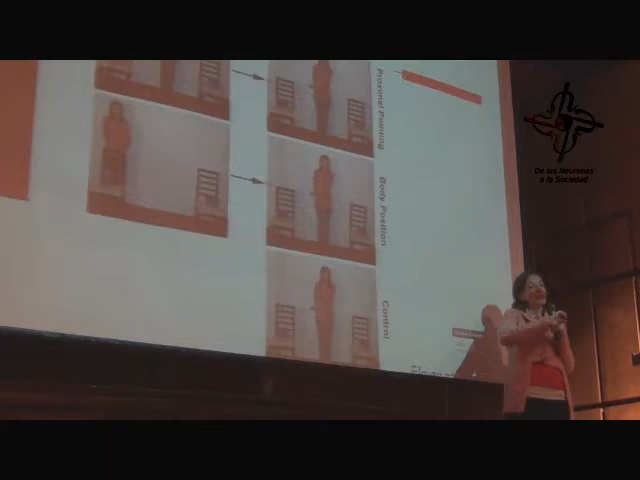 Proximal Pointing
Body Position
Control
De las Neuronas
a la Sociedad